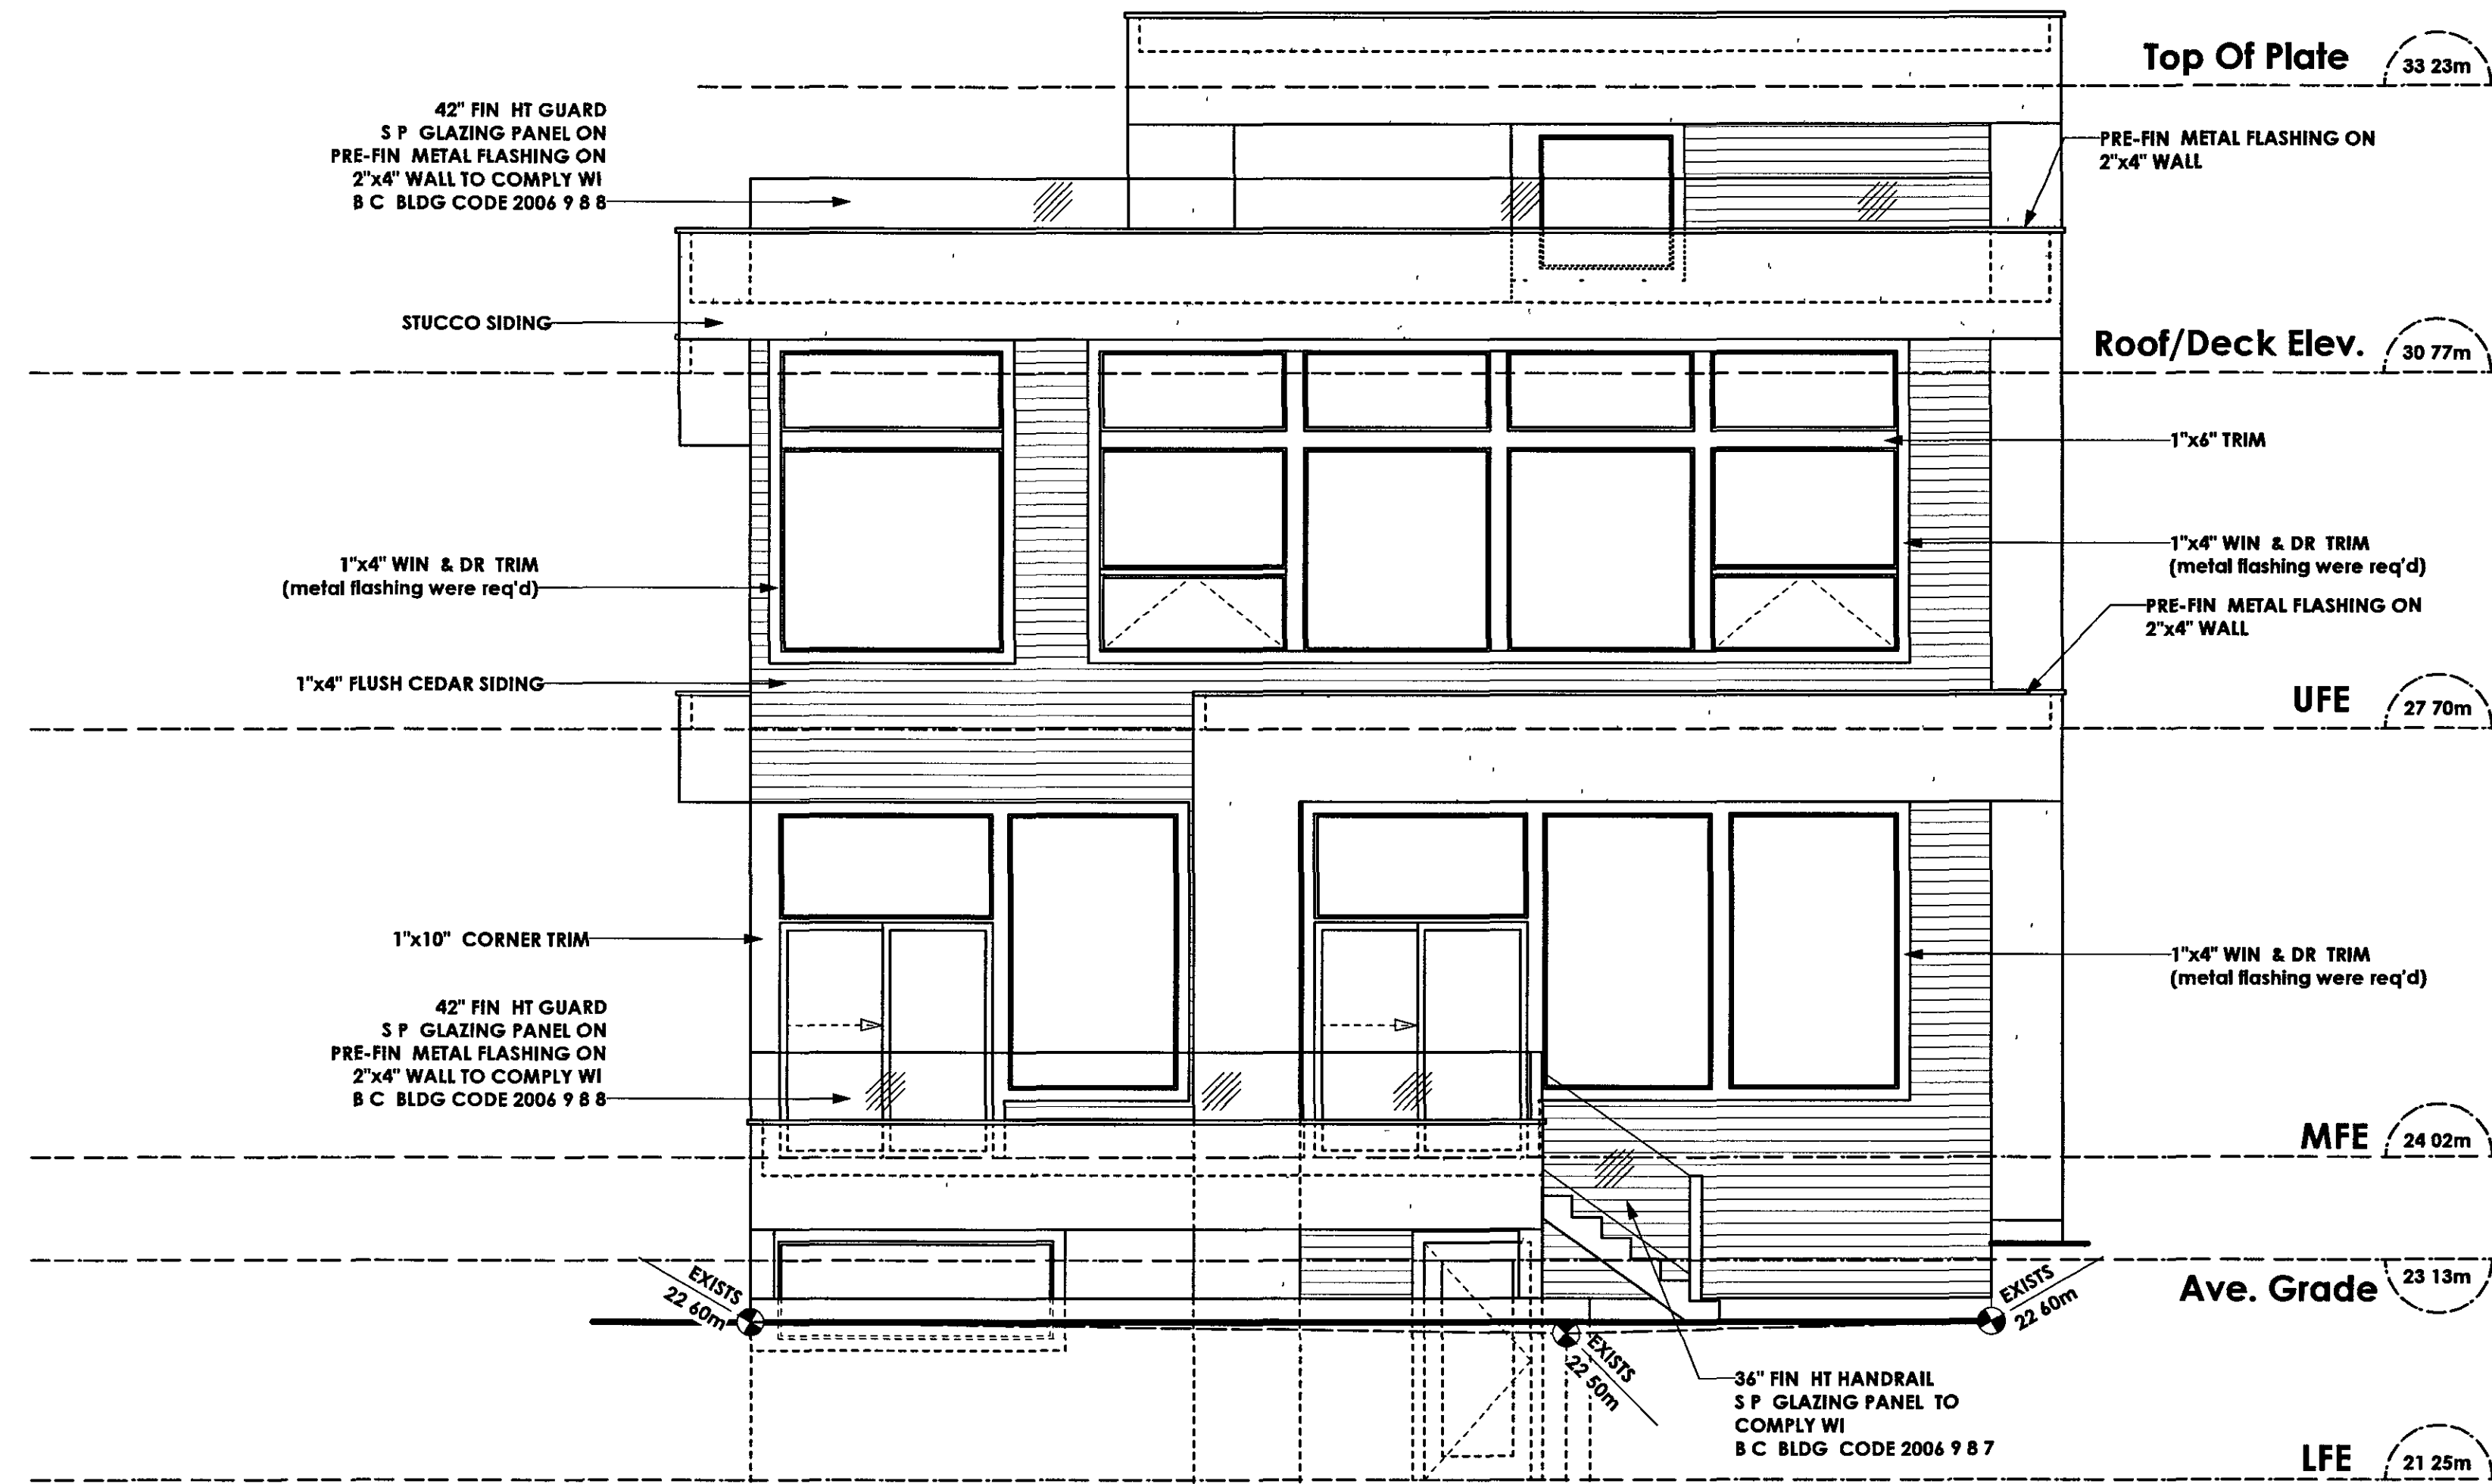 Top Of Plate
33 23m
42" FIN HT GUARD
S P GLAZING PANEL ON
PRE-FIN METAL FLASHING ON
2"x4" WALL TO COMPLY WI
B C BLDG CODE 2006 9 8 8
PRE-FIN METAL FLASHING ON
2"x4" WALL
STUCCO SIDING
Roof/Deck Elev.
30 77m
1"x6" TRIM
1"x4" WIN & DR TRIM
(metal flashing were req'd)
1"x4" WIN & DR TRIM
(metal flashing were req'd)
PRE-FIN METAL FLASHING ON
2"x4" WALL
1"x4" FLUSH CEDAR SIDING
UFE
27 70m
1"x10" CORNER TRIM
1"x4" WIN & DR TRIM
(metal flashing were req'd)
42" FIN HT GUARD
S P GLAZING PANEL ON
PRE-FIN METAL FLASHING ON
2"x4" WALL TO COMPLY WI
B C BLDG CODE 2006 9 8 8
MFE
24 02m
EXISTS
22 60m
Ave. Grade
23 13m
EXISTS
22 60m
EXISTS
22 50m
36" FIN HT HANDRAIL
S P GLAZING PANEL TO
COMPLY WI
B C BLDG CODE 2006 9 8 7
LFE
21 25m